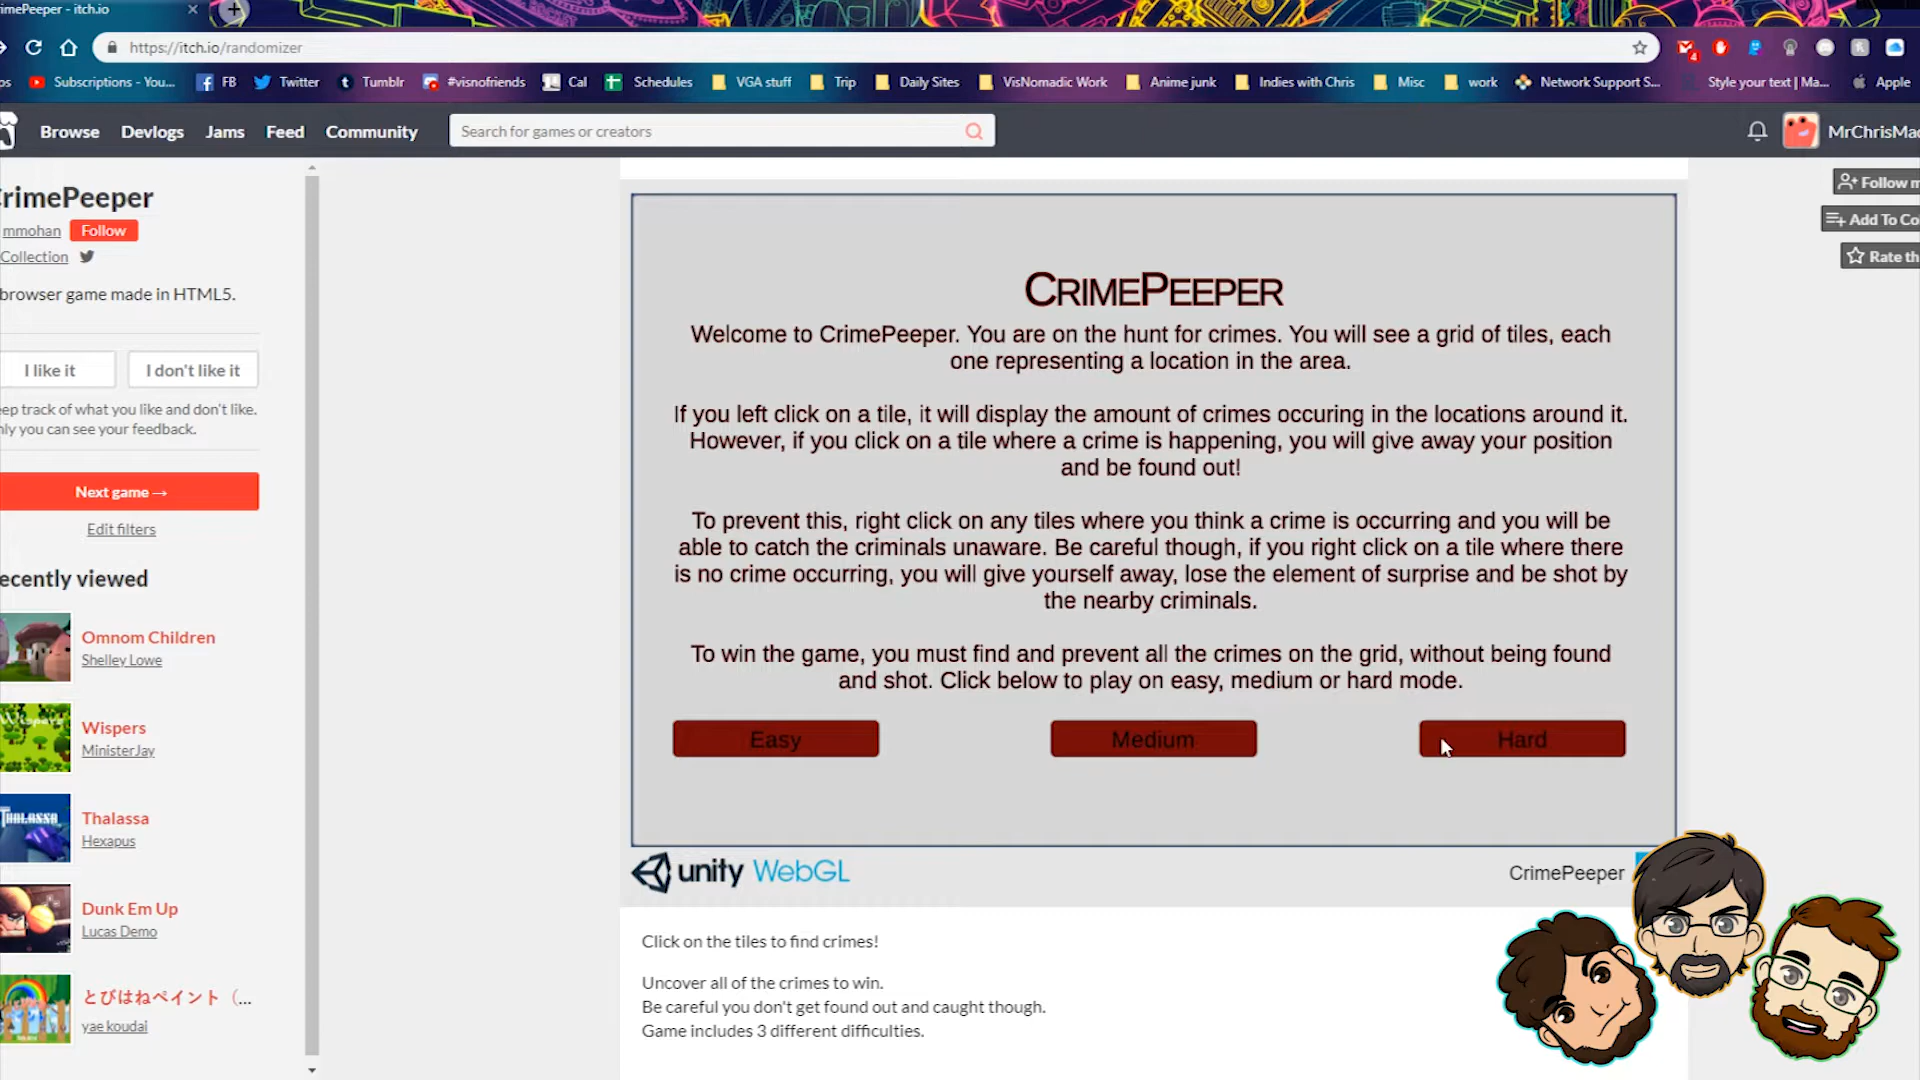 rimePeeper - itch.io
https://itch.io/randomizer
4
ps
Subscriptions - You...
FB
Twitter
Tumblr
#visnofriends
Cal
Schedules
VGA stuff
Trip
Daily Sites
VisNomadic Work
Anime junk
Indies with Chris
Misc
work
Network Support S...
Style your text | Ma...
Apple
Browse
Devlogs
Jams
Feed
Community
Search for games or creators
MrChrisMac
CrimePeeper
mmohan
Follow
Collection
browser game made in HTML5.
I like it
I don't like it
eep track of what you like and don't like.
nly you can see your feedback.
Next game →
Edit filters
ecently viewed
Omnom Children
Shelley Lowe
Wispers
MinisterJay
THALASSA
Thalassa
Hexapus
Dunk Em Up
Lucas Demo
とびはねペイント（...
yae koudai
Follow m
Add To Co
Rate th
CRIMEPEEPER
Welcome to CrimePeeper. You are on the hunt for crimes. You will see a grid of tiles, each
one representing a location in the area.
If you left click on a tile, it will display the amount of crimes occuring in the locations around it.
However, if you click on a tile where a crime is happening, you will give away your position
and be found out!
To prevent this, right click on any tiles where you think a crime is occurring and you will be
able to catch the criminals unaware. Be careful though, if you right click on a tile where there
is no crime occurring, you will give yourself away, lose the element of surprise and be shot by
the nearby criminals.
To win the game, you must find and prevent all the crimes on the grid, without being found
and shot. Click below to play on easy, medium or hard mode.
Easy
Medium
Hard
unity WebGL
CrimePeeper
Click on the tiles to find crimes!
Uncover all of the crimes to win.
Be careful you don't get found out and caught though.
Game includes 3 different difficulties.